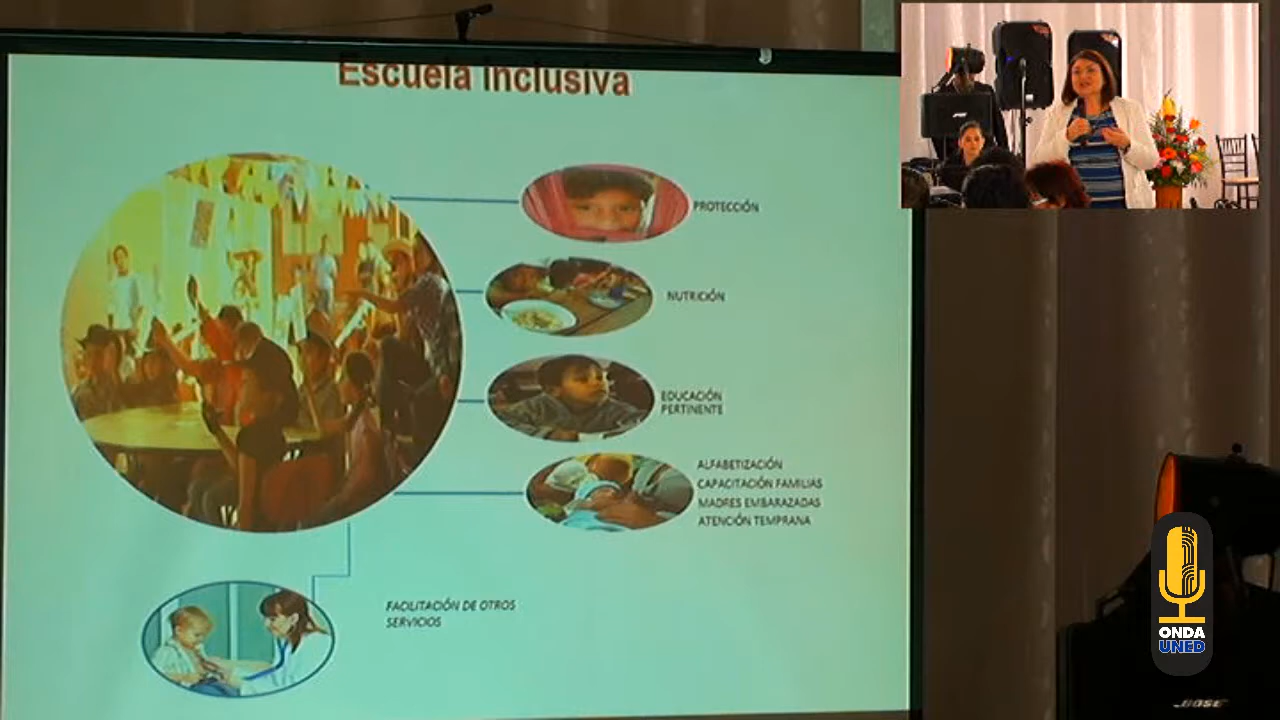 Escuela Inclusiva
PROTECCIÓN
NUTRICIÓN
EDUCACIÓN
PERTINENTE
ALFABETIZACIÓN
CAPACITACIÓN FAMILIAS
MADRES EMBARAZADAS
ATENCIÓN TEMPRANA
FACILITACIÓN DE OTROS
SERVICIOS
ONDA
UNED
BOSE